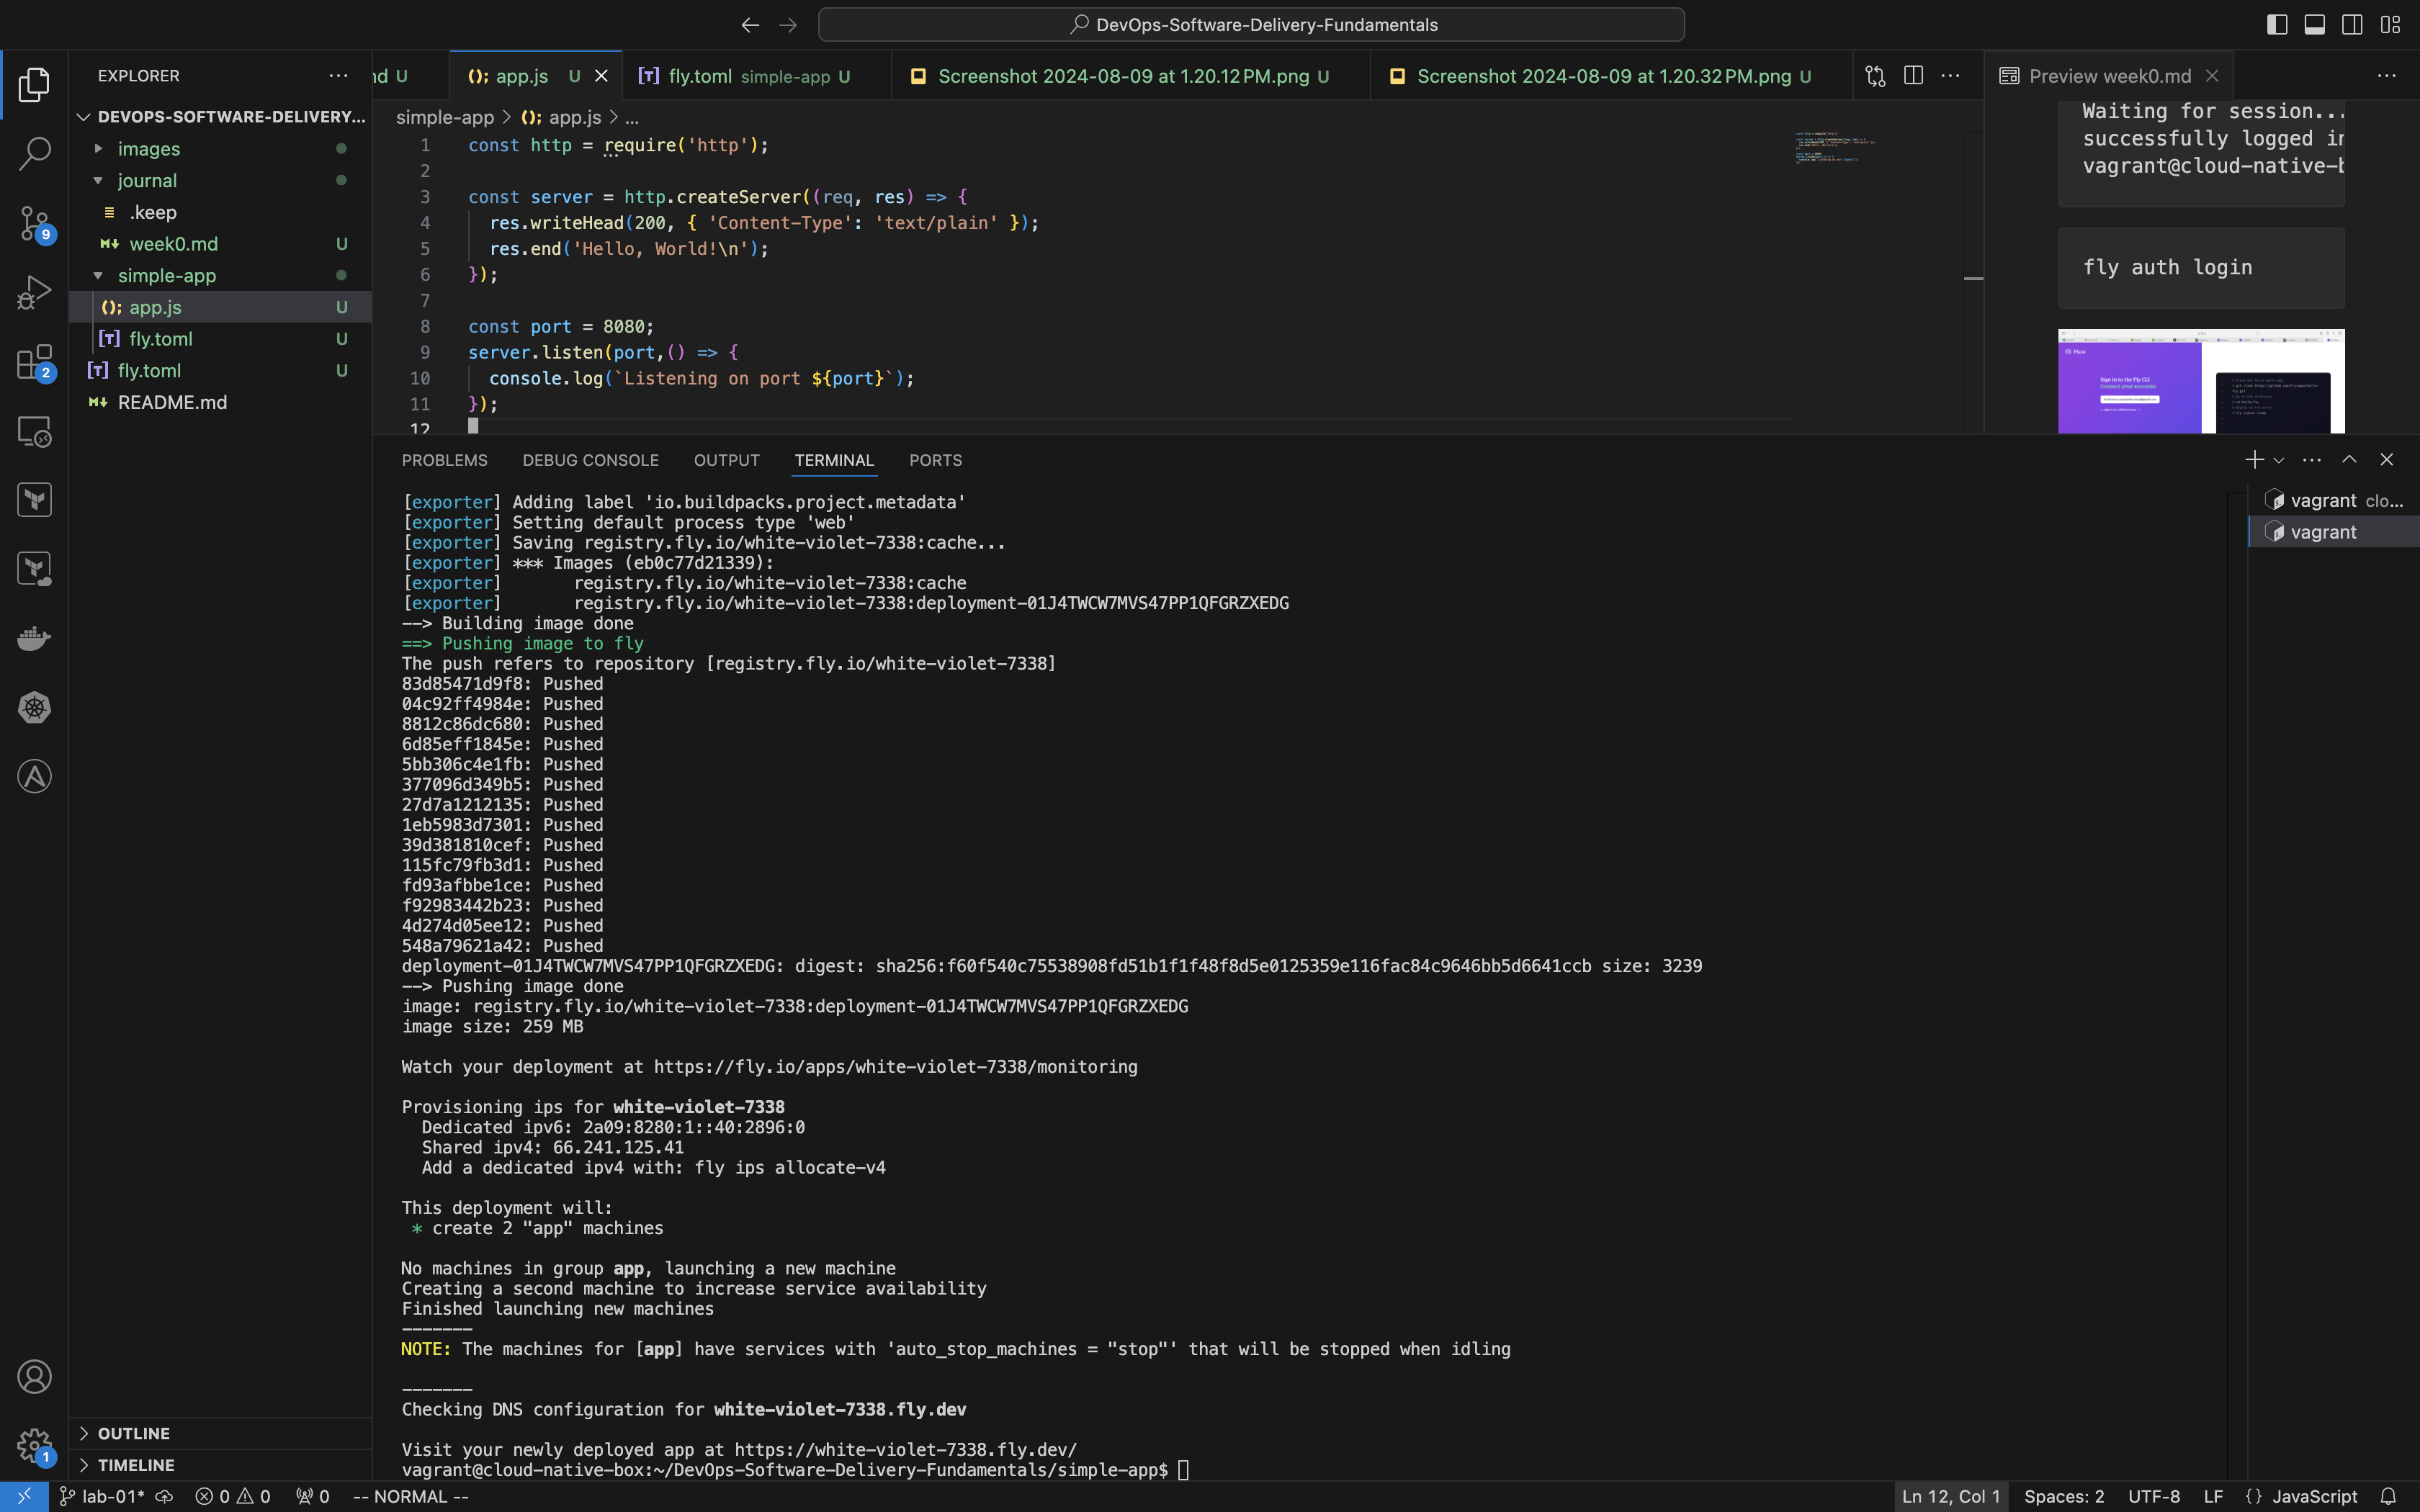 DevOps-Software-Delivery-Fundamentals
EXPLORER
DEVOPS-SOFTWARE-DELIVERY...
images
journal
.keep
week0.md U
simple-app
app.js U
fly.toml U
fly.toml U
README.md
OUTLINE
TIMELINE
9
2
1
nd U
app.js U
fly.toml simple-app U
Screenshot 2024-08-09 at 1.20.12 PM.png U
Screenshot 2024-08-09 at 1.20.32 PM.png U
Preview week0.md
simple-app > app.js > ...
1 const http = require('http');
2
3 const server = http.createServer((req, res) => {
4 res.writeHead(200, { 'Content-Type': 'text/plain' });
5 res.end('Hello, World!\n');
6 });
7
8 const port = 8080;
9 server.listen(port,() => {
10 console.log(`Listening on port ${port}`);
11 });
12
Waiting for session...
successfully logged in
vagrant@cloud-native-b
fly auth login
Fly.io
Sign in to the Fly CLI
Connect your accounts.
PROBLEMS DEBUG CONSOLE OUTPUT TERMINAL PORTS
vagrant clo...
vagrant
[exporter] Adding label 'io.buildpacks.project.metadata'
[exporter] Setting default process type 'web'
[exporter] Saving registry.fly.io/white-violet-7338:cache...
[exporter] *** Images (eb0c77d21339):
[exporter] registry.fly.io/white-violet-7338:cache
[exporter] registry.fly.io/white-violet-7338:deployment-01J4TWCW7MVS47PP1QFGRZXEDG
--> Building image done
==> Pushing image to fly
The push refers to repository [registry.fly.io/white-violet-7338]
83d85471d9f8: Pushed
04c92ff4984e: Pushed
8812c86dc680: Pushed
6d85eff1845e: Pushed
5bb306c4e1fb: Pushed
377096d349b5: Pushed
27d7a1212135: Pushed
1eb5983d7301: Pushed
39d381810cef: Pushed
115fc79fb3d1: Pushed
fd93afbbe1ce: Pushed
f92983442b23: Pushed
4d274d05ee12: Pushed
548a79621a42: Pushed
deployment-01J4TWCW7MVS47PP1QFGRZXEDG: digest: sha256:f60f540c75538908fd51b1f1f48f8d5e0125359e116fac84c9646bb5d6641ccb size: 3239
--> Pushing image done
image: registry.fly.io/white-violet-7338:deployment-01J4TWCW7MVS47PP1QFGRZXEDG
image size: 259 MB
Watch your deployment at https://fly.io/apps/white-violet-7338/monitoring
Provisioning ips for white-violet-7338
Dedicated ipv6: 2a09:8280:1::40:2896:0
Shared ipv4: 66.241.125.41
Add a dedicated ipv4 with: fly ips allocate-v4
This deployment will:
* create 2 "app" machines
No machines in group app, launching a new machine
Creating a second machine to increase service availability
Finished launching new machines
-------
NOTE: The machines for [app] have services with 'auto_stop_machines = "stop"' that will be stopped when idling
-------
Checking DNS configuration for white-violet-7338.fly.dev
Visit your newly deployed app at https://white-violet-7338.fly.dev/
vagrant@cloud-native-box:~/DevOps-Software-Delivery-Fundamentals/simple-app$
lab-01* 0 0 0 -- NORMAL -- Ln 12, Col 1 Spaces: 2 UTF-8 LF {} JavaScript